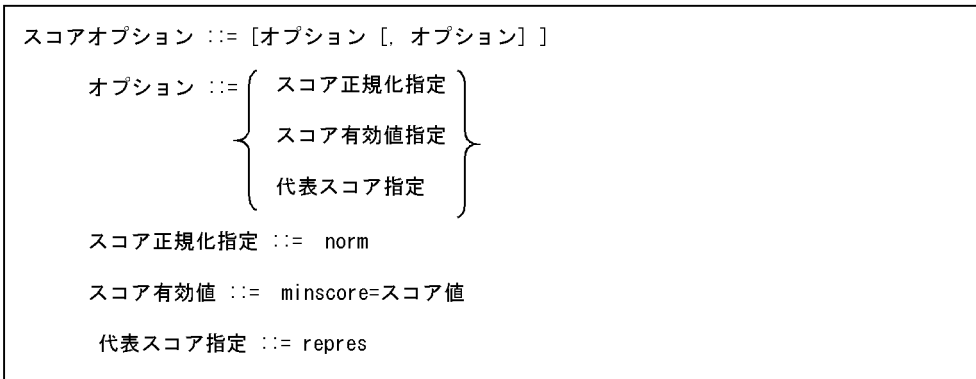 スコアオプション ::= [オプション [, オプション] ]
オプション ::= { スコア正規化指定 }
スコア有効値指定
代表スコア指定
スコア正規化指定 ::= norm
スコア有効値 ::= minscore=スコア値
代表スコア指定 ::= repres